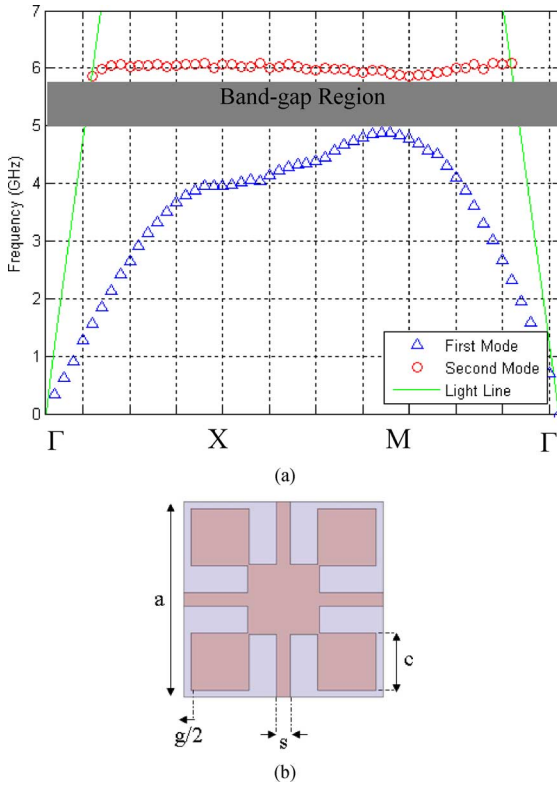 7
6
5
4
3
2
1
0
Frequency (GHz)
Band-gap Region
First Mode
Second Mode
Light Line
Γ X M Γ
(a)
a
c
g/2
s
(b)